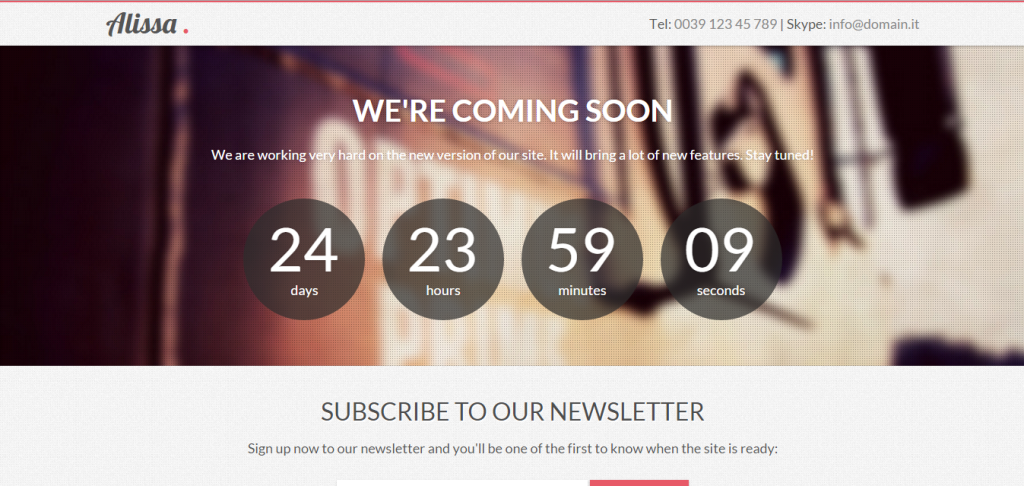 Alissa .
Tel: 0039 123 45 789 | Skype: info@domain.it
WE'RE COMING SOON
We are working very hard on the new version of our site. It will bring a lot of new features. Stay tuned!
24 23 59 09
days hours minutes seconds
SUBSCRIBE TO OUR NEWSLETTER
Sign up now to our newsletter and you'll be one of the first to know when the site is ready: